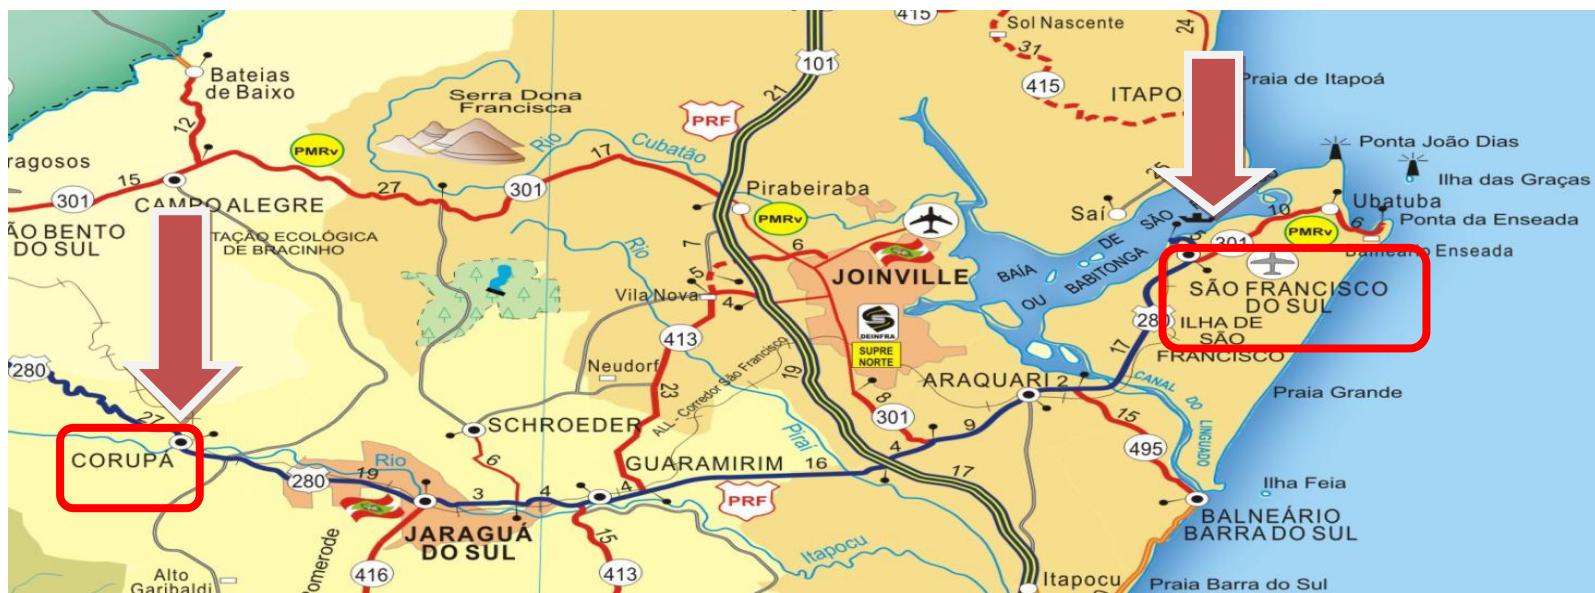 415
Sol Nascente
24
31
101
Praia de Itapoá
Bateias
de Baixo
21
415
Serra Dona
Francisca
ITAPO
PRF
12
Rio
Cubatão
Ponta João Dias
PMRv
ragosos
17
25
Ilha das Graças
15
27
301
Pirabeiraba
301
CAMPO ALEGRE
Saí
10
Ubatuba
PMRv
SÃO
Ponta da Enseada
ÃO BENTO
DO SUL
TAÇÃO ECOLÓGICA
DE BRACINHO
Rio
7
6
DE
5
301
PMRv
6
Balneário Enseada
JOINVILLE
BAÍA
BABITONGA
OU
5
4
Vila Nova
SÃO FRANCISCO
DO SUL
DEINFRA
280
ILHA DE
SÃO
FRANCISCO
413
SUPRE
NORTE
17
280
Neudorf
ALL - Corredor São Francisco
19
ARAQUARI
2
CANAL
DO
LINGUADO
Praia Grande
23
8
301
15
27
9
SCHROEDER
4
495
CORUPÁ
Rio
6
GUARAMIRIM
16
Pirai
17
280
19
3
4
4
PRF
Ilha Feia
JARAGUÁ
DO SUL
15
BALNEÁRIO
BARRA DO SUL
Pomerode
Itapocu
Alto
Garibaldi
416
413
Itapocu
Praia Barra do Sul